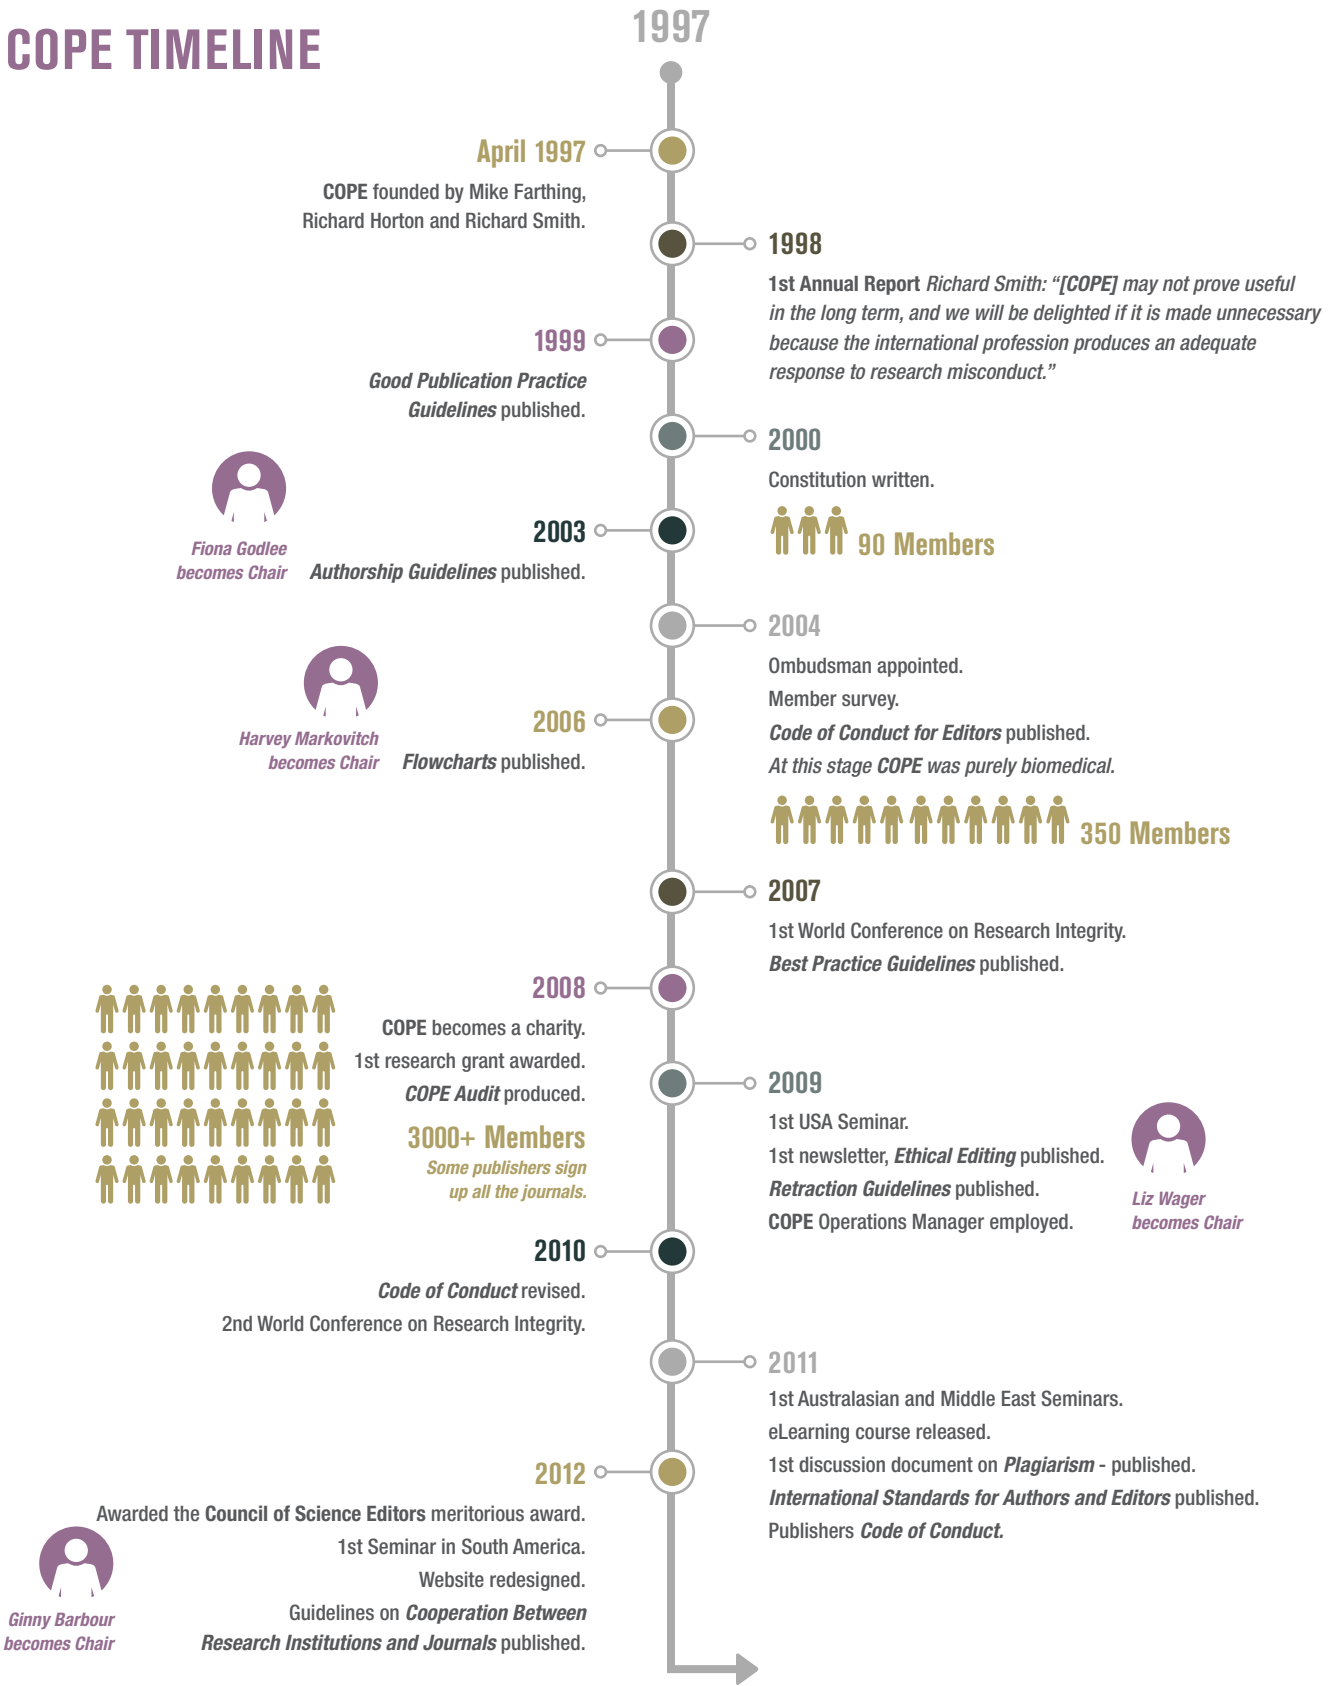 COPE TIMELINE
1997
April 1997
COPE founded by Mike Farthing,
Richard Horton and Richard Smith.
1998
1st Annual Report Richard Smith: “[COPE] may not prove useful
in the long term, and we will be delighted if it is made unnecessary
because the international profession produces an adequate
response to research misconduct.”
1999
Good Publication Practice
Guidelines published.
2000
Constitution written.
90 Members
2003
Authorship Guidelines published.
Fiona Godlee
becomes Chair
2004
Ombudsman appointed.
Member survey.
Code of Conduct for Editors published.
At this stage COPE was purely biomedical.
350 Members
2006
Flowcharts published.
Harvey Markovitch
becomes Chair
2007
1st World Conference on Research Integrity.
Best Practice Guidelines published.
2008
COPE becomes a charity.
1st research grant awarded.
COPE Audit produced.
3000+ Members
Some publishers sign
up all the journals.
2009
1st USA Seminar.
1st newsletter, Ethical Editing published.
Retraction Guidelines published.
COPE Operations Manager employed.
Liz Wager
becomes Chair
2010
Code of Conduct revised.
2nd World Conference on Research Integrity.
2011
1st Australasian and Middle East Seminars.
eLearning course released.
1st discussion document on Plagiarism - published.
International Standards for Authors and Editors published.
Publishers Code of Conduct.
2012
Awarded the Council of Science Editors meritorious award.
1st Seminar in South America.
Website redesigned.
Guidelines on Cooperation Between
Research Institutions and Journals published.
Ginny Barbour
becomes Chair